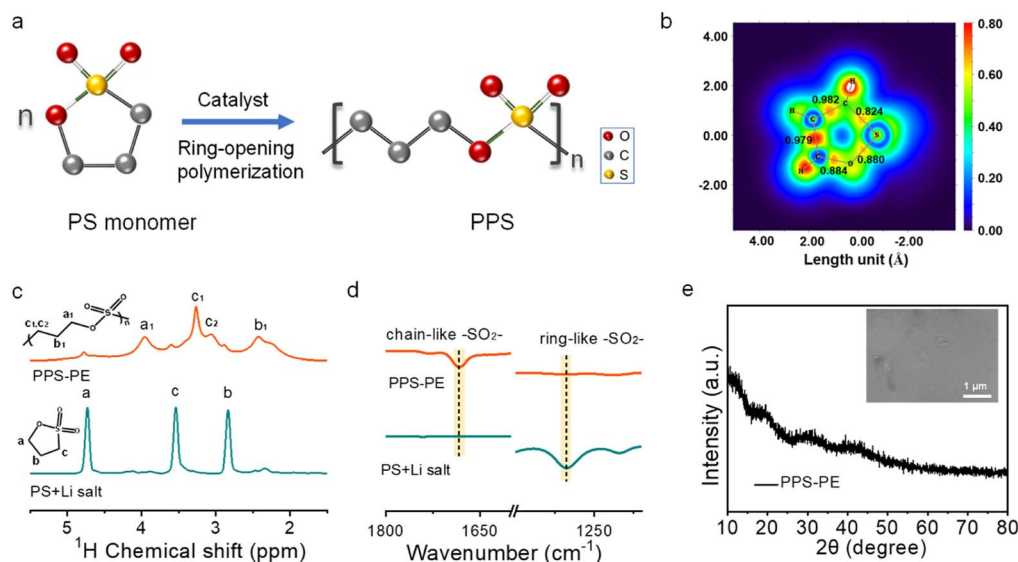 a
n
Catalyst
Ring-opening
polymerization
n
O
C
S
PS monomer
PPS
b
4.00
2.00
0.00
-2.00
4.00 2.00 0.00 -2.00
Length unit (Å)
H
H
H
C
C
C
S
O
0.982
0.824
0.979
0.880
0.884
0.80
0.60
0.40
0.20
0.00
c
O
O
S
O
n
C1,C2
a1
b1
a1
C1
C2
b1
PPS-PE
O
S
O
O
a
b
c
a
c
b
PS+Li salt
5 4 3 2
1H Chemical shift (ppm)
d
chain-like -SO2-
ring-like -SO2-
PPS-PE
PS+Li salt
1800 1650 1250
Wavenumber (cm-1)
e
Intensity (a.u.)
1 μm
PPS-PE
10 20 30 40 50 60 70 80
2θ (degree)